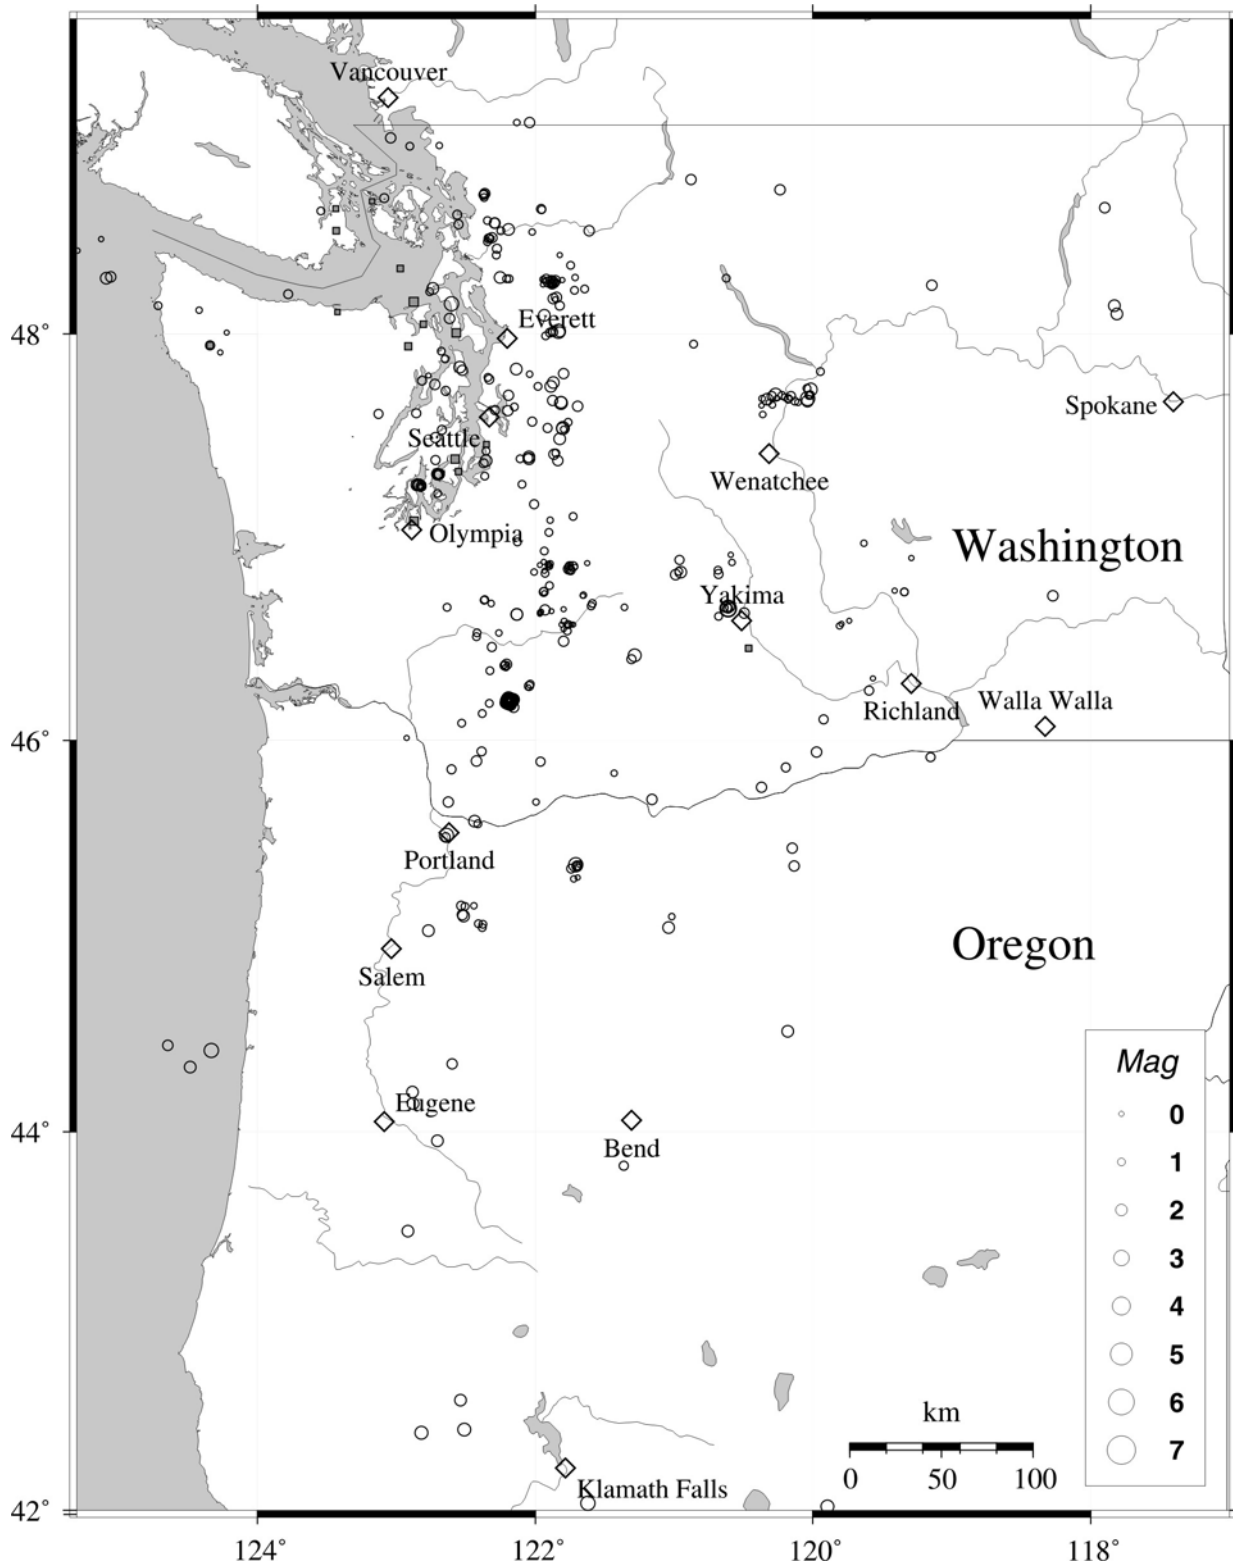 Vancouver
48°
Everett
Spokane
Seattle
Wenatchee
Olympia
Washington
Yakima
Richland
Walla Walla
46°
Portland
Oregon
Salem
Mag
0
1
2
3
4
5
6
7
Eugene
44°
Bend
km
0 50 100
Klamath Falls
42°
124° 122° 120° 118°